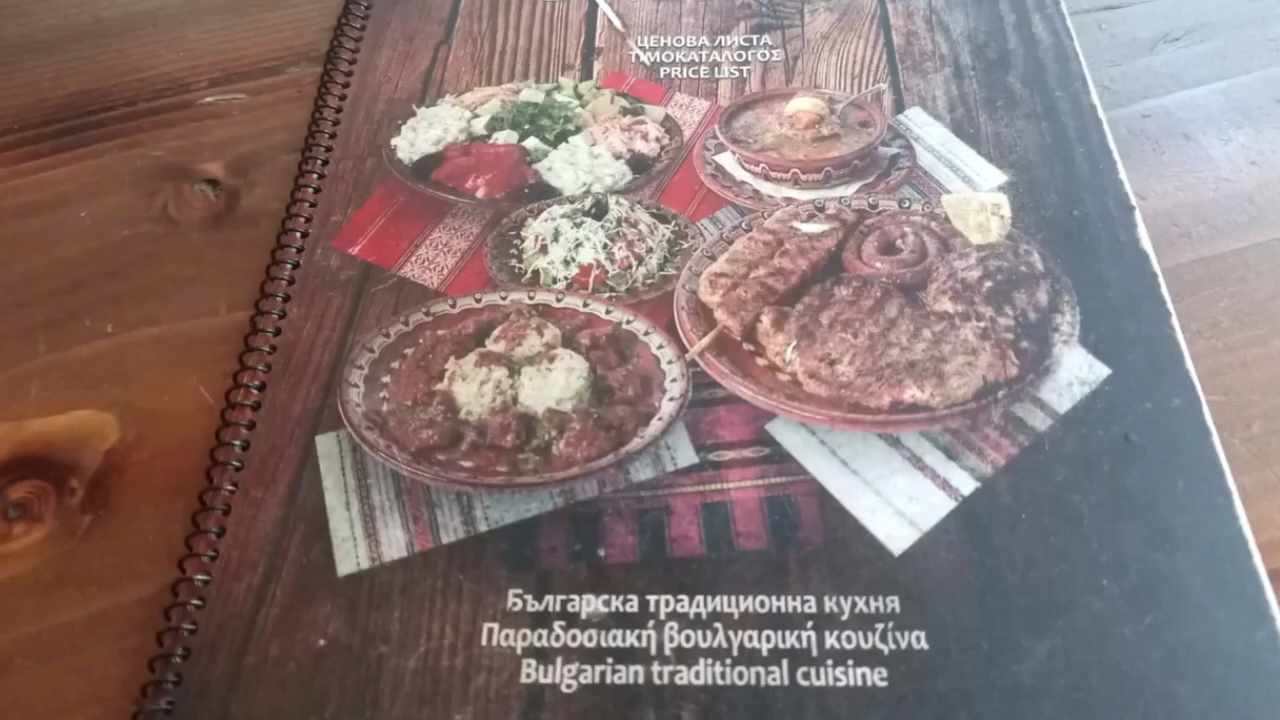 ЦЕНОВА ЛИСТА
ΤΙΜΟΚΑΤΑΛΟΓΟΣ
PRICE LIST
Българска традиционна кухня
Παραδοσιακή βουλγαρική κουζίνα
Bulgarian traditional cuisine